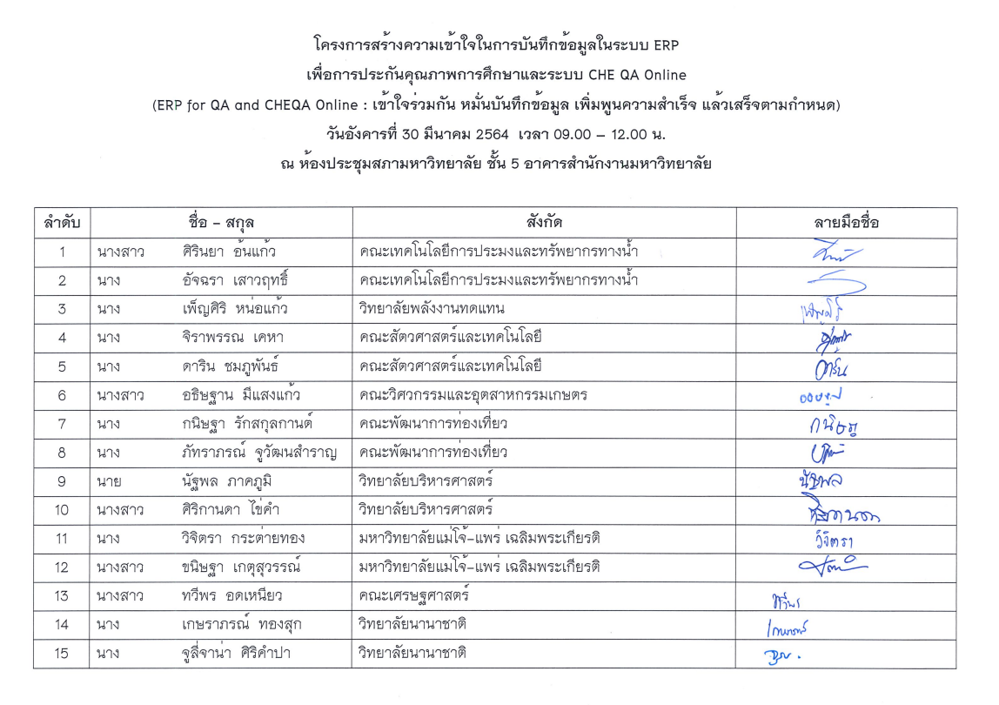 โครงการสร้างความเข้าใจในการบันทึกข้อมูลในระบบ ERP
เพื่อการประกันคุณภาพการศึกษาและระบบ CHE QA Online
(ERP for QA and CHEQA Online : เข้าใจร่วมกัน หมั่นบันทึกข้อมูล เพิ่มพูนความสำเร็จ แล้วเสร็จตามกำหนด)
วันอังคารที่ 30 มีนาคม 2564 เวลา 09.00 – 12.00 น.
ณ ห้องประชุมสภามหาวิทยาลัย ชั้น 5 อาคารสำนักงานมหาวิทยาลัย
ลำดับ ชื่อ – สกุล สังกัด ลายมือชื่อ
1 นางสาว ศิรินยา อ้นแก้ว คณะเทคโนโลยีการประมงและทรัพยากรทางน้ำ
2 นาง อัจฉรา เสาวฤทธิ์ คณะเทคโนโลยีการประมงและทรัพยากรทางน้ำ
3 นาง เพ็ญศิริ หน่อแก้ว วิทยาลัยพลังงานทดแทน
4 นาง จิราพรรณ เคหา คณะสัตวศาสตร์และเทคโนโลยี
5 นาง ดาริน ชมภูพันธ์ คณะสัตวศาสตร์และเทคโนโลยี
6 นางสาว อธิษฐาน มีแสงแก้ว คณะวิศวกรรมและอุตสาหกรรมเกษตร
7 นาง กนิษฐา รักสกุลกานต์ คณะพัฒนาการท่องเที่ยว กนิษฐา
8 นาง ภัทราภรณ์ จูวัฒนสำราญ คณะพัฒนาการท่องเที่ยว
9 นาย นัฐพล ภาคภูมิ วิทยาลัยบริหารศาสตร์ นัฐพล
10 นางสาว ศิริกานดา ไข่คำ วิทยาลัยบริหารศาสตร์
11 นาง วิจิตรา กระต่ายทอง มหาวิทยาลัยแม่โจ้-แพร่ เฉลิมพระเกียรติ วิจิตรา
12 นางสาว ขนิษฐา เกตุสุวรรณ์ มหาวิทยาลัยแม่โจ้-แพร่ เฉลิมพระเกียรติ
13 นางสาว ทวีพร อดเหนียว คณะเศรษฐศาสตร์ ทวีพร
14 นาง เกษราภรณ์ ทองสุก วิทยาลัยนานาชาติ
15 นาง จูลี่จาน่า ศิริคำปา วิทยาลัยนานาชาติ